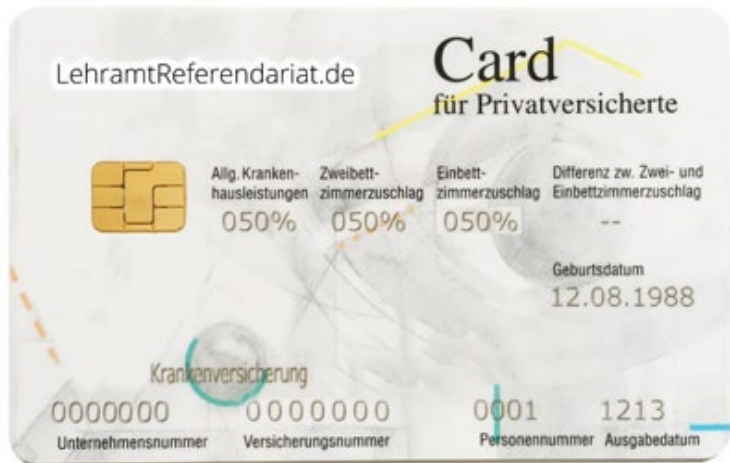 LehramtReferendariat.de
Card
für Privatversicherte
Allg. Kranken-
hausleistungen
050%
Zweibett-
zimmerzuschlag
050%
Einbett-
zimmerzuschlag
050%
Differenz zw. Zwei- und
Einbettzimmerzuschlag
--
Geburtsdatum
12.08.1988
Krankenversicherung
0000000
0000000
0001
1213
Unternehmensnummer
Versicherungsnummer
Personennummer
Ausgabedatum